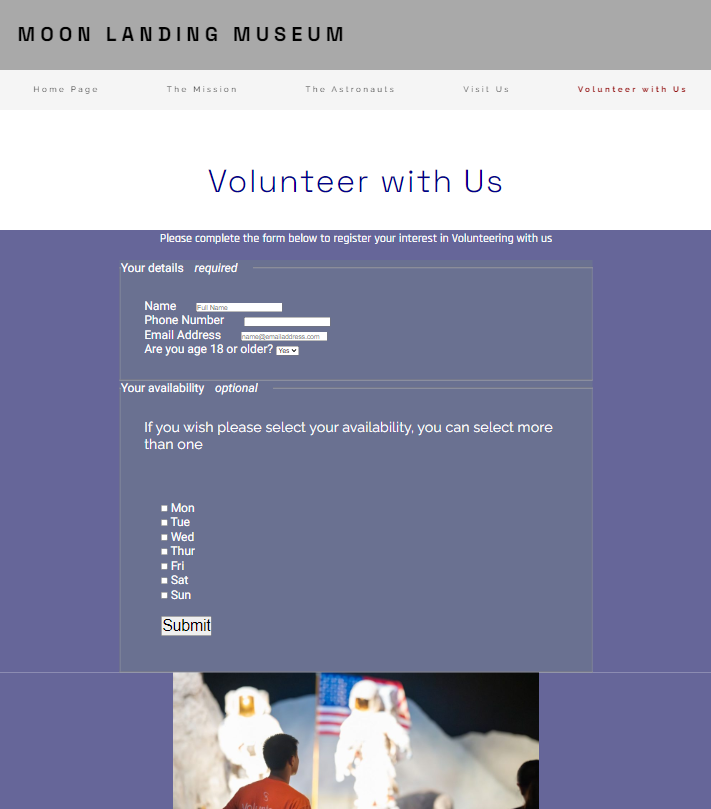 MOON LANDING MUSEUM
Home Page The Mission The Astronauts Visit Us Volunteer with Us
Volunteer with Us
Please complete the form below to register your interest in Volunteering with us
Your details required
Name Full Name
Phone Number
Email Address name@emailaddress.com
Are you age 18 or older? Yes
Your availability optional
If you wish please select your availability, you can select more
than one
Mon
Tue
Wed
Thur
Fri
Sat
Sun
Submit